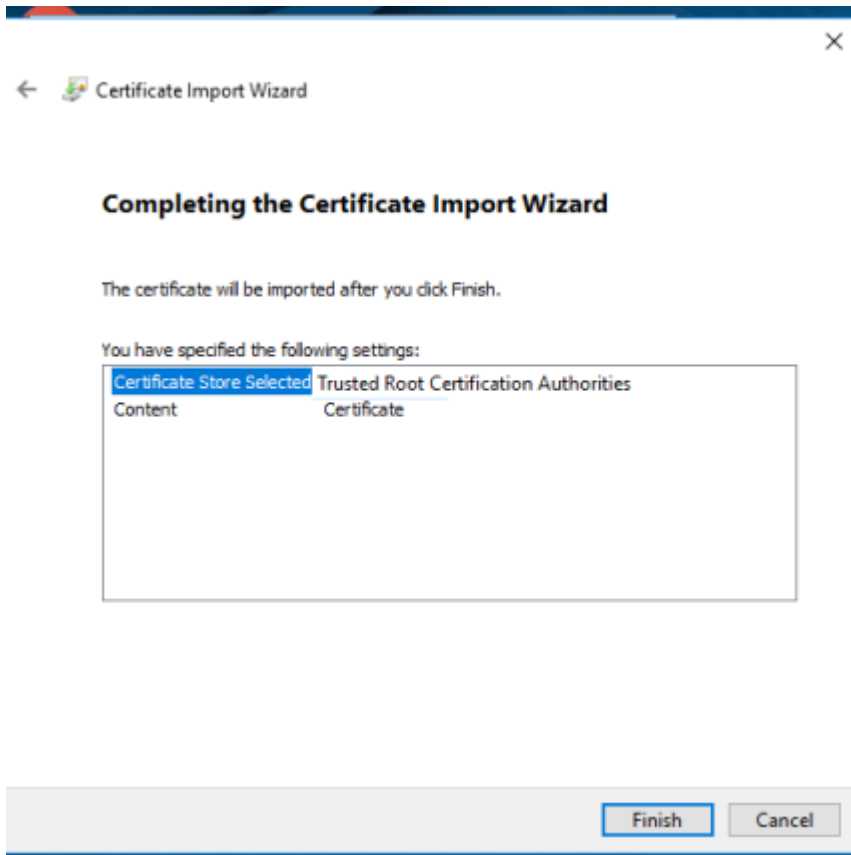 Certificate Import Wizard
Completing the Certificate Import Wizard
The certificate will be imported after you click Finish.
You have specified the following settings:
Certificate Store Selected Trusted Root Certification Authorities
Content Certificate
Finish Cancel